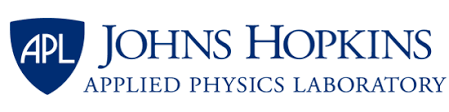 APL
JOHNS HOPKINS
APPLIED PHYSICS LABORATORY